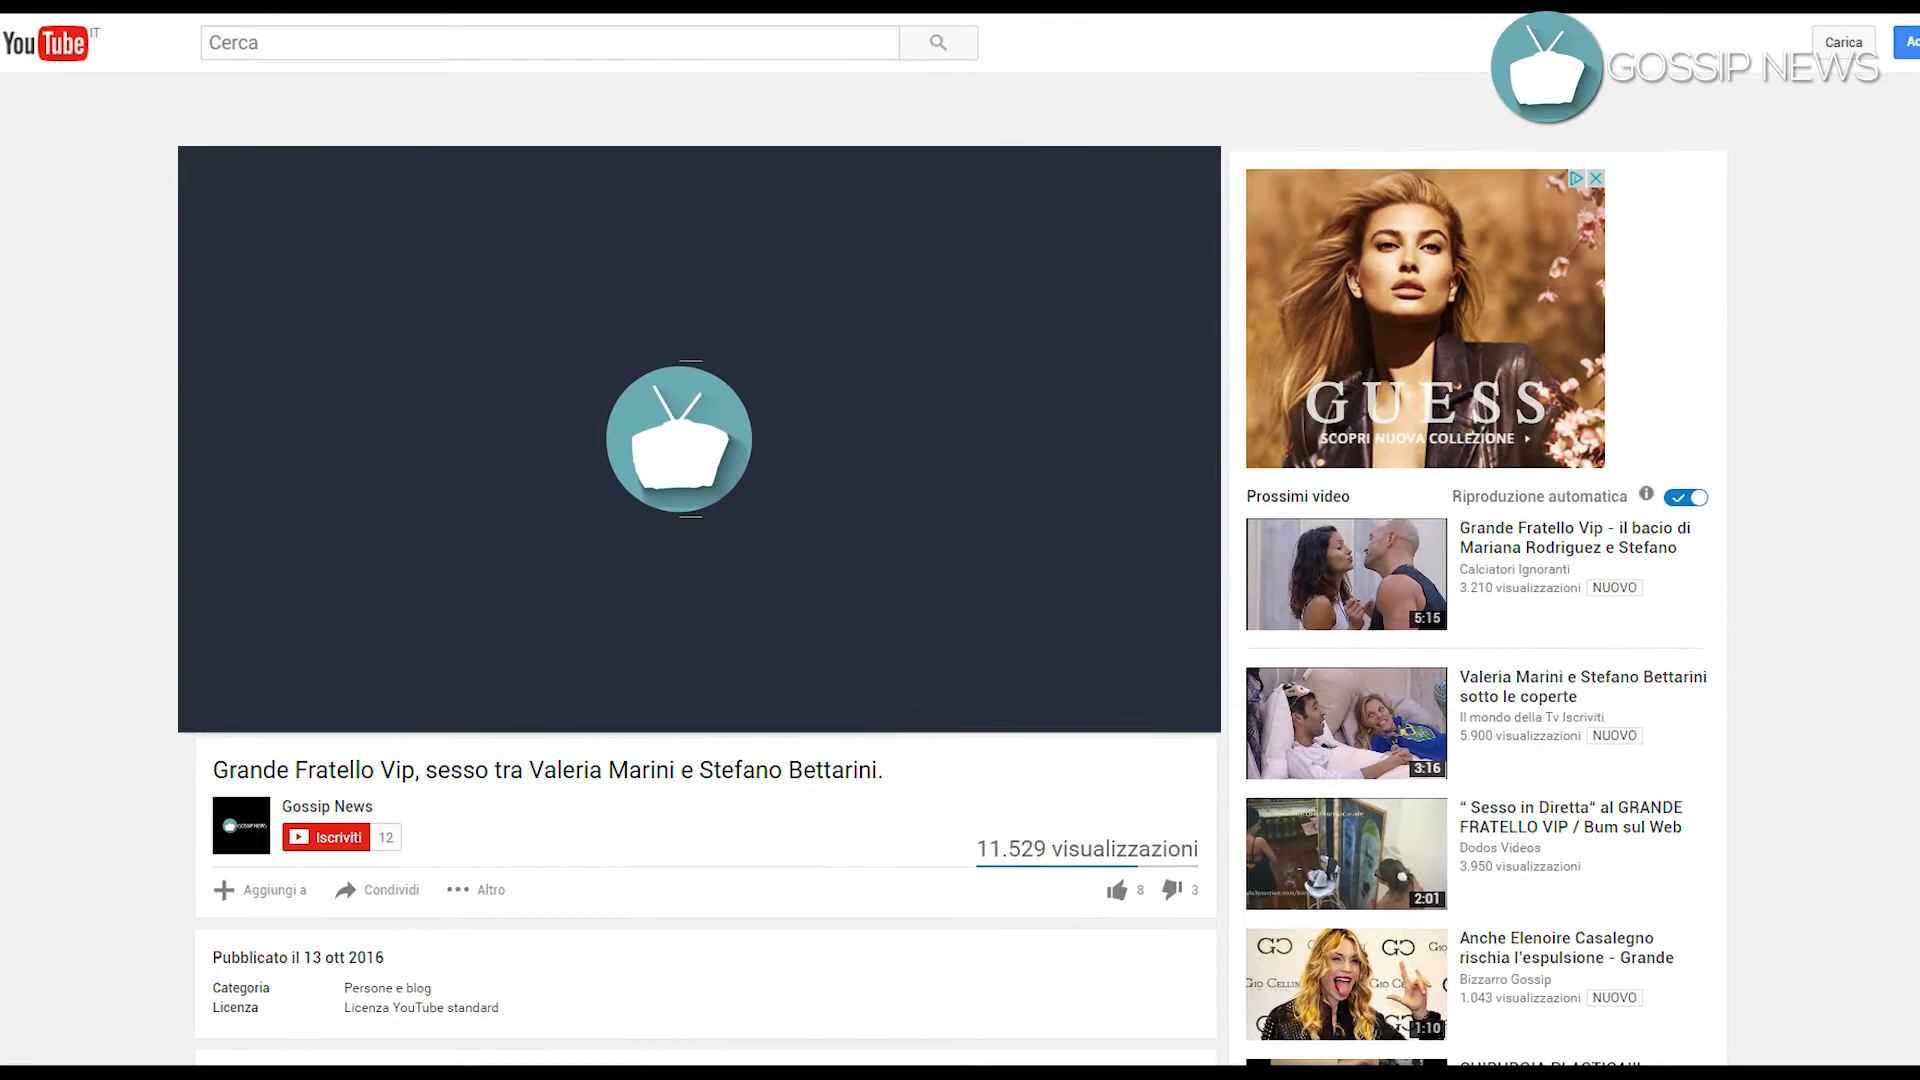 YouTube IT
Cerca
Carica
GOSSIP NEWS
GUESS
SCOPRI NUOVA COLLEZIONE
Prossimi video
Riproduzione automatica
Grande Fratello Vip - il bacio di
Mariana Rodriguez e Stefano
Calciatori Ignoranti
3.210 visualizzazioni NUOVO
5:15
Valeria Marini e Stefano Bettarini
sotto le coperte
Il mondo della Tv Iscriviti
5.900 visualizzazioni NUOVO
3:16
“ Sesso in Diretta“ al GRANDE
FRATELLO VIP / Bum sul Web
Dodos Videos
3.950 visualizzazioni
2:01
Anche Elenoire Casalegno
rischia l'espulsione - Grande
Bizzarro Gossip
1.043 visualizzazioni NUOVO
1:10
Grande Fratello Vip, sesso tra Valeria Marini e Stefano Bettarini.
Gossip News
Iscriviti 12
11.529 visualizzazioni
Aggiungi a Condividi Altro
8 3
Pubblicato il 13 ott 2016
Categoria Persone e blog
Licenza Licenza YouTube standard